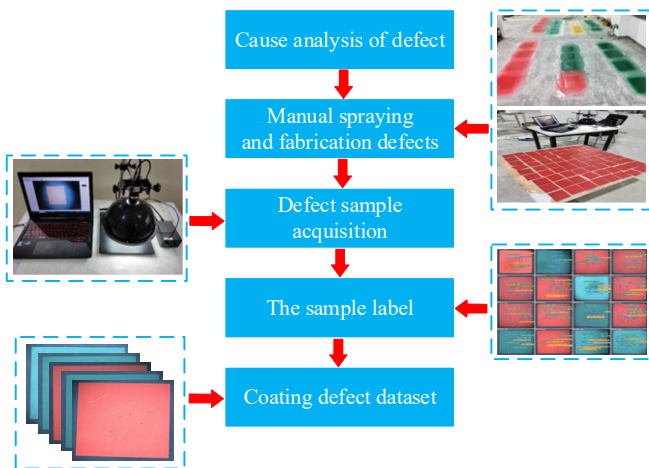 Cause analysis of defect
Manual spraying
and fabrication defects
Defect sample
acquisition
The sample label
Coating defect dataset